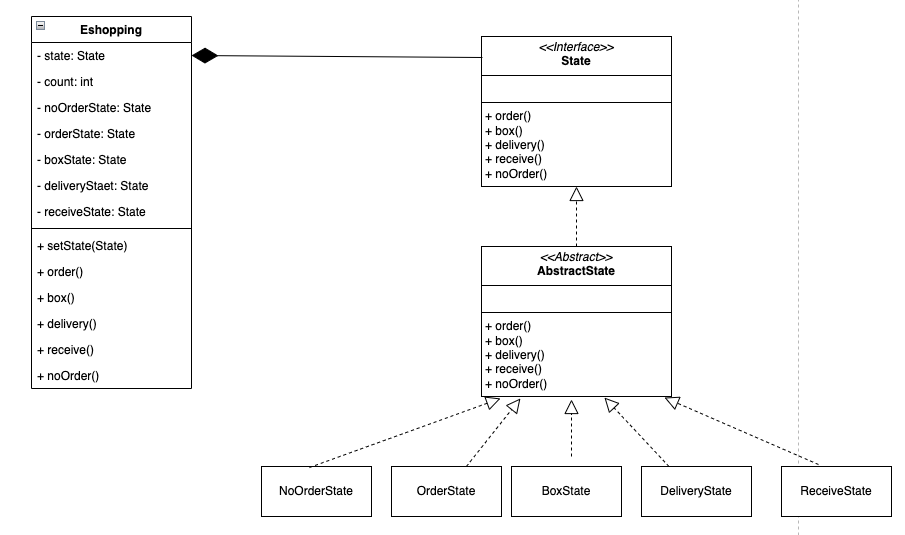 Eshopping
- state: State
- count: int
- noOrderState: State
- orderState: State
- boxState: State
- deliveryStaet: State
- receiveState: State
+ setState(State)
+ order()
+ box()
+ delivery()
+ receive()
+ noOrder()
<<Interface>>
State
+ order()
+ box()
+ delivery()
+ receive()
+ noOrder()
<<Abstract>>
AbstractState
+ order()
+ box()
+ delivery()
+ receive()
+ noOrder()
NoOrderState
OrderState
BoxState
DeliveryState
ReceiveState